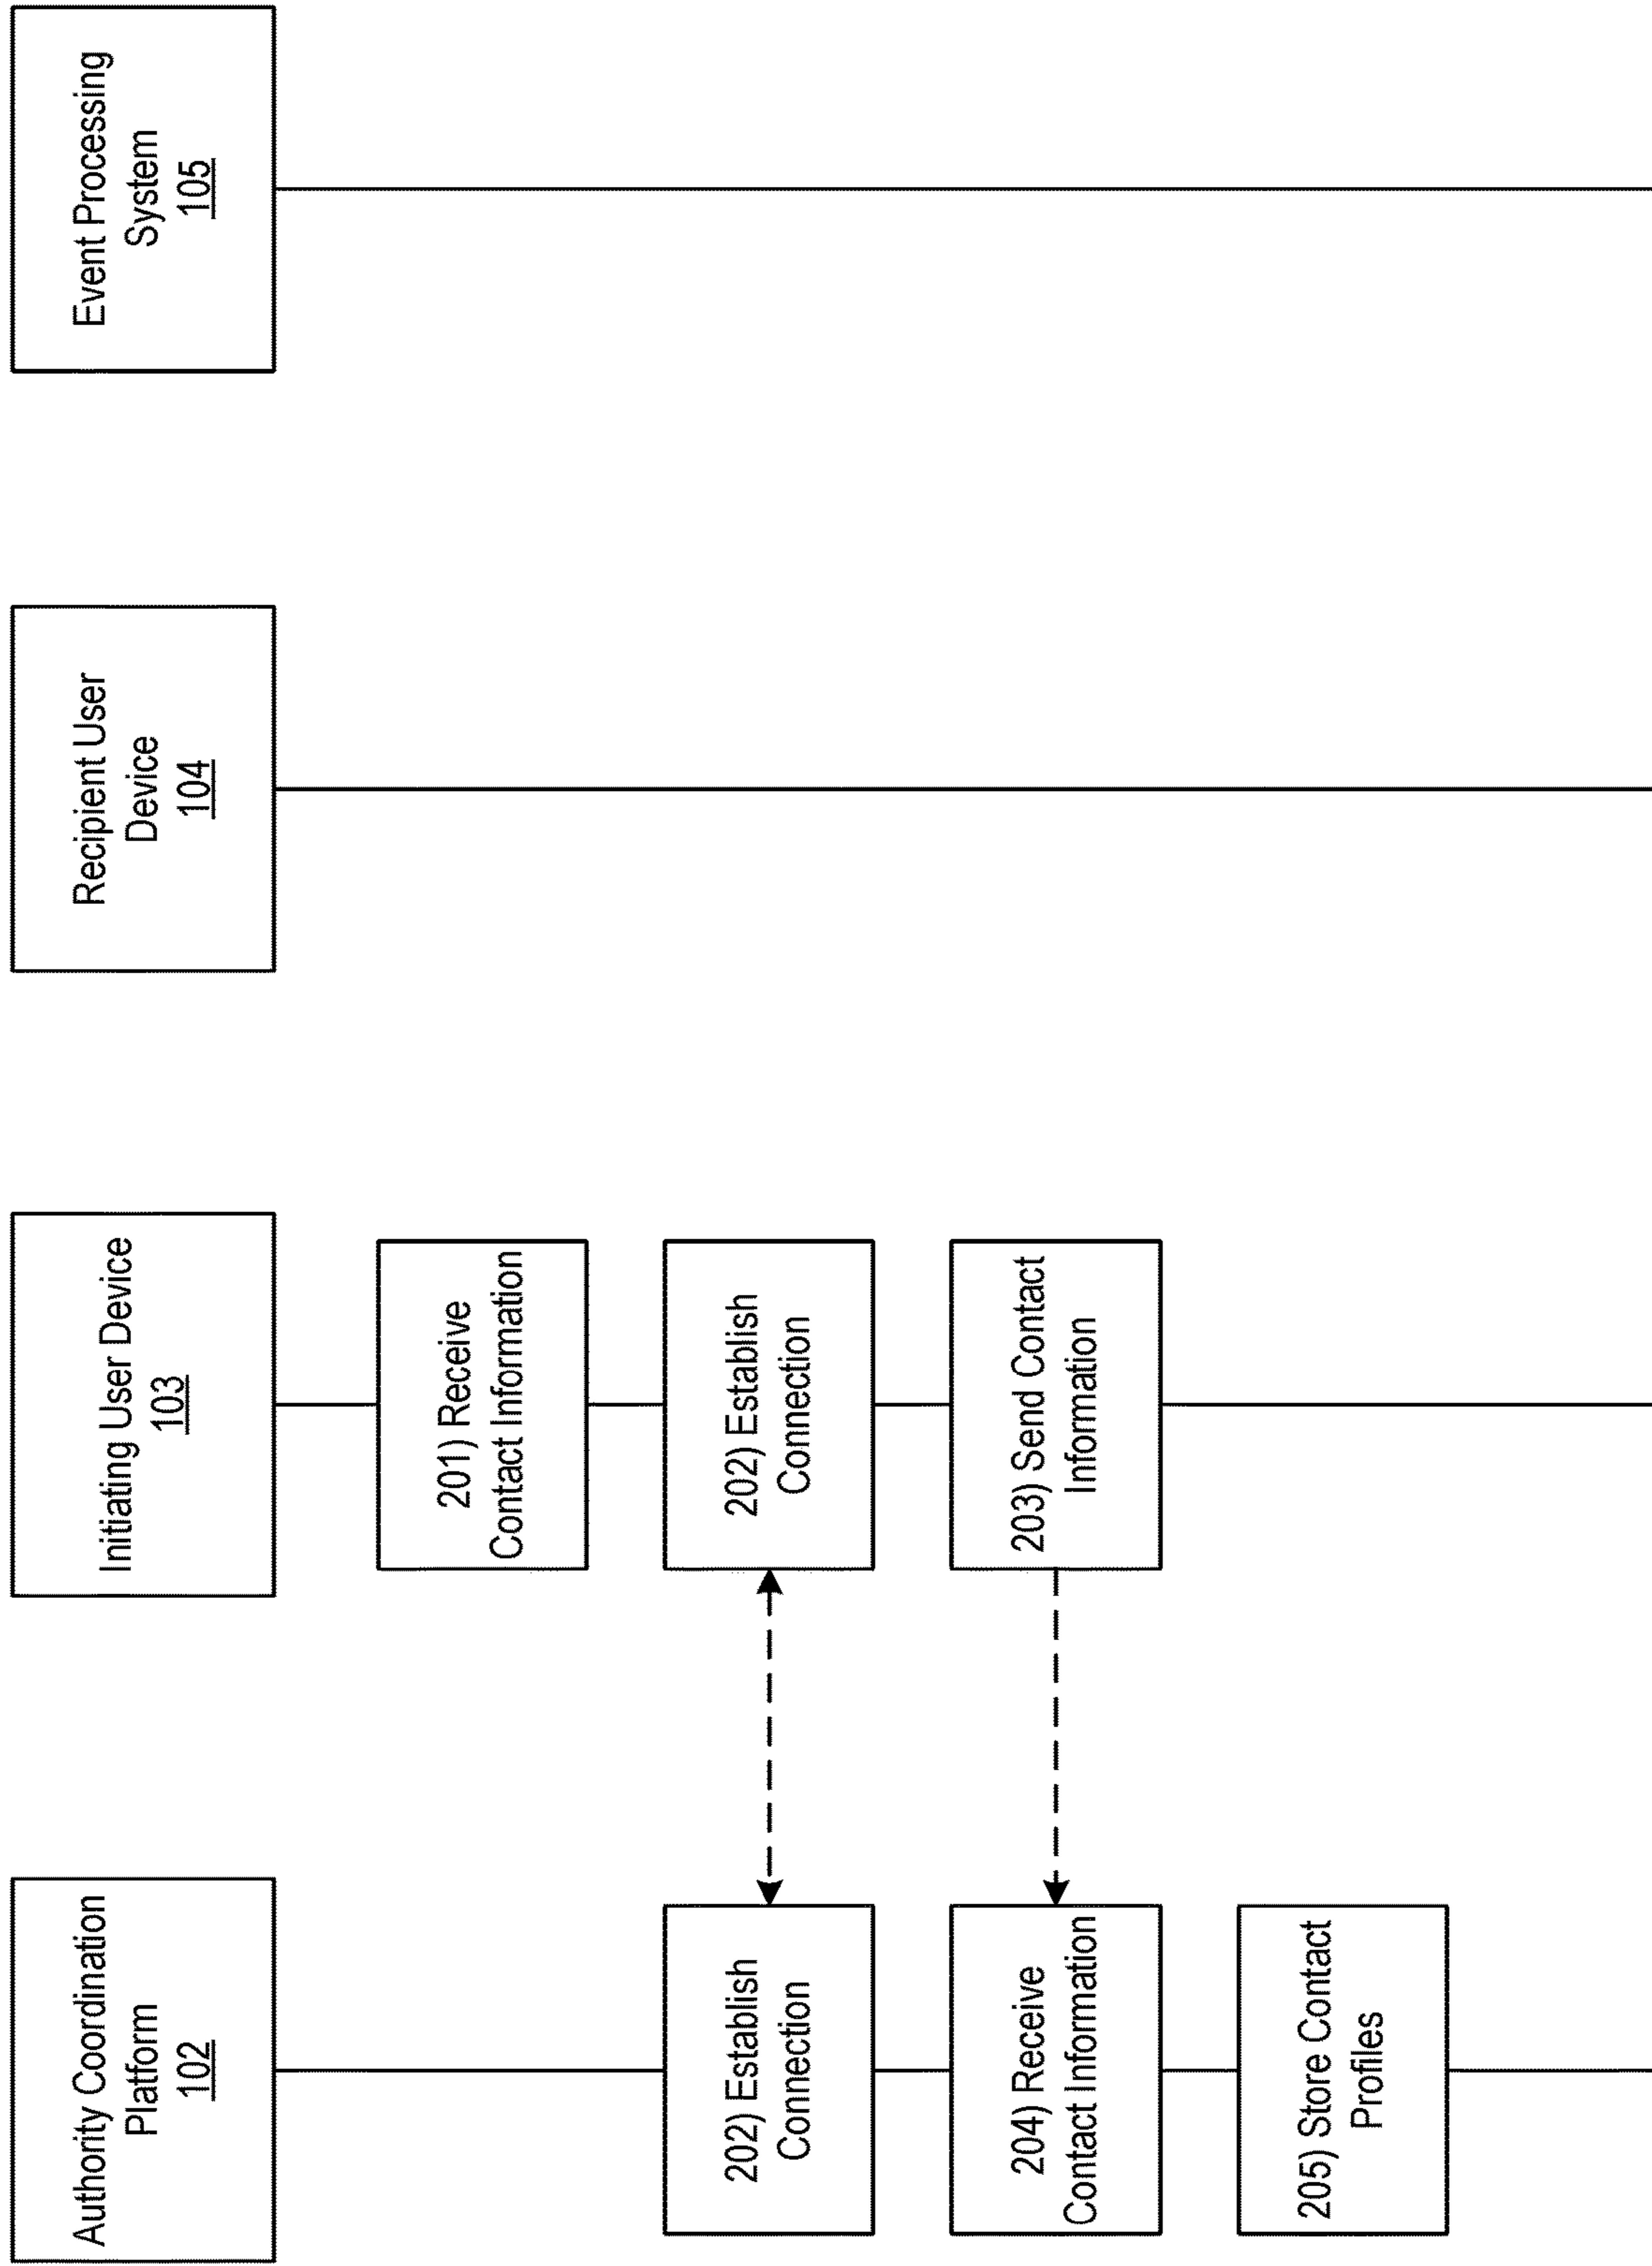 Authority Coordination
Platform
102
Initiating User Device
103
Recipient User
Device
104
Event Processing
System
105
201) Receive
Contact Information
202) Establish
Connection
202) Establish
Connection
204) Receive
Contact Information
203) Send Contact
Information
205) Store Contact
Profiles